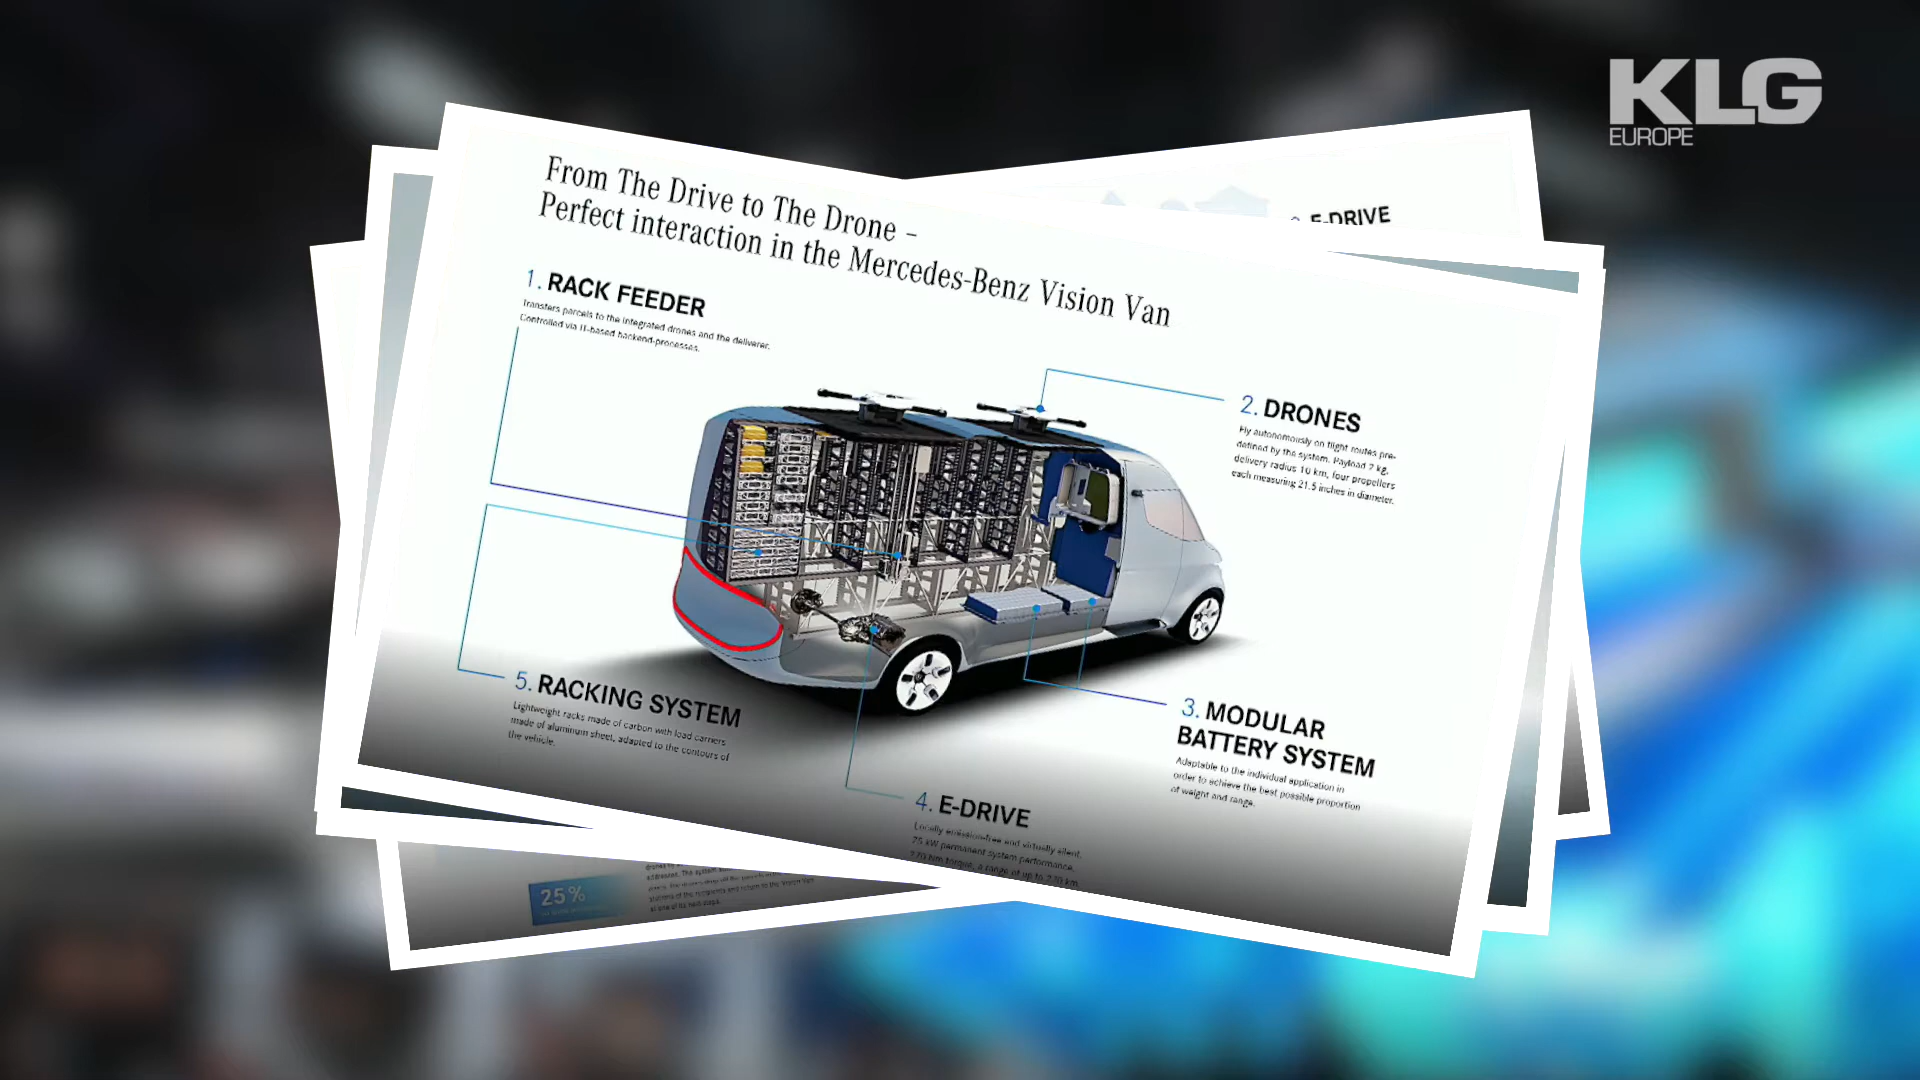 KLG
EUROPE
E-DRIVE
From The Drive to The Drone –
Perfect interaction in the Mercedes-Benz Vision Van
1. RACK FEEDER
Transfers parcels to the integrated drones and the deliverer.
Controlled via IT-based backend-processes.
2. DRONES
Fly autonomously on flight routes pre-
defined by the system. Payload 2 kg,
delivery radius 10 km, four propellers
each measuring 21.5 inches in diameter.
5. RACKING SYSTEM
Lightweight racks made of carbon with load carriers
made of aluminum sheet, adapted to the contours of
the vehicle.
3. MODULAR
BATTERY SYSTEM
Adaptable to the individual application in
order to achieve the best possible proportion
of weight and range.
4. E-DRIVE
Locally emission-free and virtually silent.
75 kW permanent system performance,
270 Nm torque, a range of up to 270 km
25%